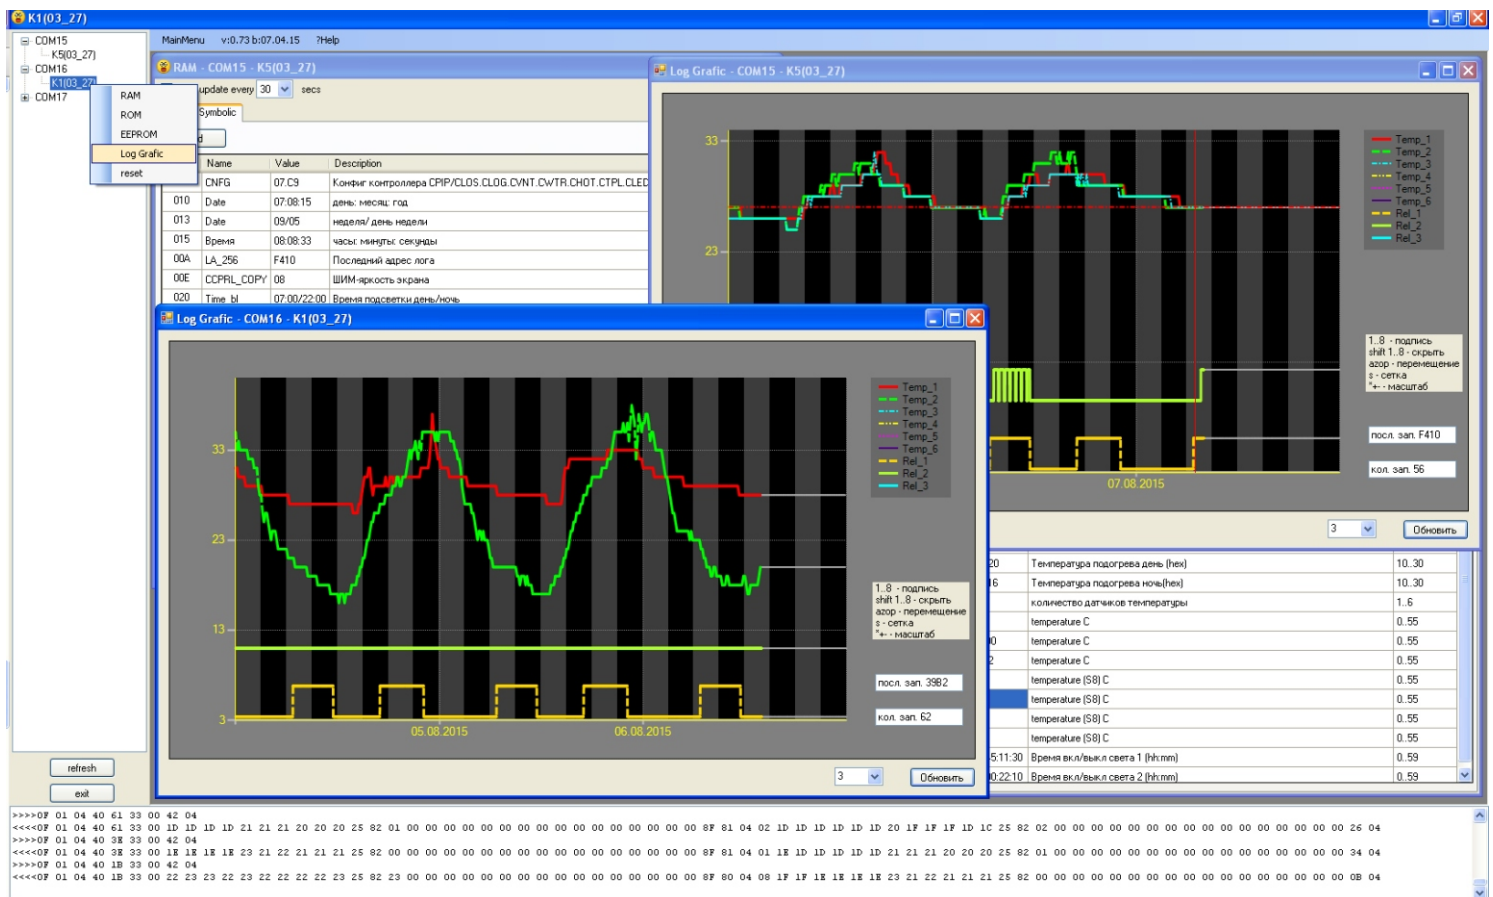 K1(03_27)
COM15
K5(03_27)
COM16
K1(03_27)
COM17
RAM
ROM
EEPROM
Log Grafic
reset
MainMenu v:0.73 b:07.04.15 ?Help
RAM - COM15 - K5(03_27)
update every 30 secs
Symbolic
Name Value Description
CNFG 07.C9 Конфиг контроллера CPIP/CLOS.CLOG.CVNT.CWTR.CHOT.CTPL.CLED
010 Date 07:08:15 день: месяц: год
013 Date 09/05 неделя/ день недели
015 Время 08:08:33 часы: минуты: секунды
00A LA_256 F410 Последний адрес лога
00E CCPRL_COPY 08 ШИМ-яркость экрана
020 Time_bl 07:00/22:00 Время подсветки день/ночь
Log Grafic - COM15 - K5(03_27)
33
23
07.08.2015
Temp_1
Temp_2
Temp_3
Temp_4
Temp_5
Temp_6
Rel_1
Rel_2
Rel_3
1..8 - подпись
shift 1..8 - скрыть
azop - перемещение
s - сетка
"+- - масштаб
посл. зап. F410
кол. зап. 56
3 Обновить
Log Grafic - COM16 - K1(03_27)
33
23
13
3
05.08.2015 06.08.2015
Temp_1
Temp_2
Temp_3
Temp_4
Temp_5
Temp_6
Rel_1
Rel_2
Rel_3
1..8 - подпись
shift 1..8 - скрыть
azop - перемещение
s - сетка
"+- - масштаб
посл. зап. 39B2
кол. зап. 62
3 Обновить
20 Температура подогрева день (hex) 10..30
16 Температура подогрева ночь(hex) 10..30
количество датчиков температуры 1..6
temperature C 0..55
temperature C 0..55
temperature C 0..55
temperature (S8) C 0..55
temperature (S8) C 0..55
temperature (S8) C 0..55
5:11:30 Время вкл/выкл света 1 (hh:mm) 0..59
0:22:10 Время вкл/выкл света 2 (hh:mm) 0..59
refresh
exit
>>>>0F 01 04 40 61 33 00 42 04
<<<<0F 01 04 40 61 33 00 1D 1D 1D 1D 21 21 21 20 20 20 25 82 01 00 00 00 00 00 00 00 00 00 00 00 00 00 00 00 8F 81 04 02 1D 1D 1D 1D 1D 1D 20 1F 1F 1F 1D 1C 25 82 02 00 00 00 00 00 00 00 00 00 00 00 00 00 00 00 26 04
>>>>0F 01 04 40 3E 33 00 42 04
<<<<0F 01 04 40 3E 33 00 1E 1E 1E 1E 23 21 22 21 21 21 25 82 00 00 00 00 00 00 00 00 00 00 00 00 00 00 00 00 8F 81 04 01 1E 1D 1D 1D 1D 1D 21 21 21 20 20 20 25 82 01 00 00 00 00 00 00 00 00 00 00 00 00 00 00 00 34 04
>>>>0F 01 04 40 1B 33 00 42 04
<<<<0F 01 04 40 1B 33 00 22 23 23 22 23 22 22 22 22 23 25 82 23 00 00 00 00 00 00 00 00 00 00 00 00 00 00 00 8F 80 04 08 1F 1F 1E 1E 1E 1E 23 21 22 21 21 21 25 82 00 00 00 00 00 00 00 00 00 00 00 00 00 00 00 00 0B 04